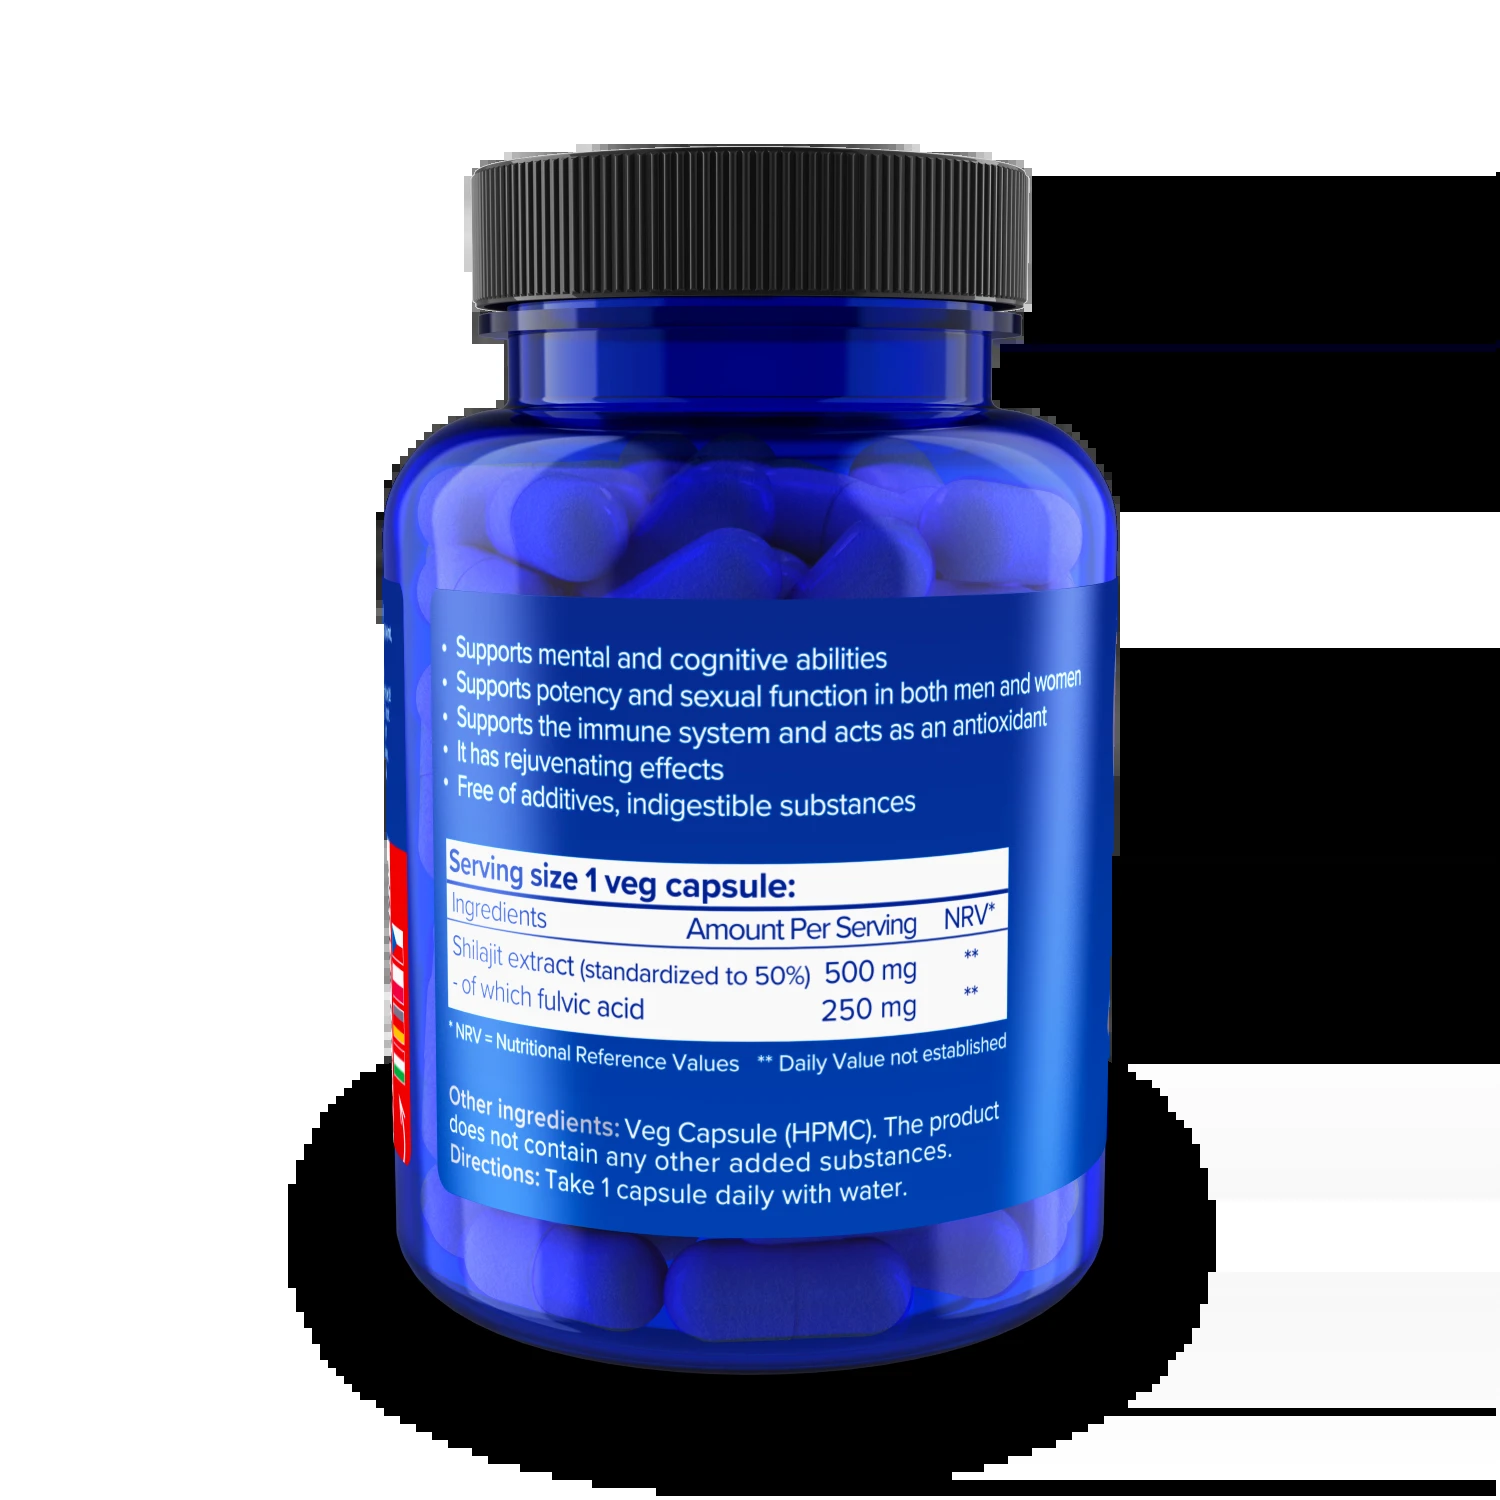 • Supports mental and cognitive abilities
• Supports potency and sexual function in both men and women
• Supports the immune system and acts as an antioxidant
• It has rejuvenating effects
• Free of additives, indigestible substances
Serving size 1 veg capsule:
Ingredients Amount Per Serving NRV*
Shilajit extract (standardized to 50%) 500 mg **
- of which fulvic acid 250 mg **
* NRV = Nutritional Reference Values ** Daily Value not established
Other ingredients: Veg Capsule (HPMC). The product
does not contain any other added substances.
Directions: Take 1 capsule daily with water.